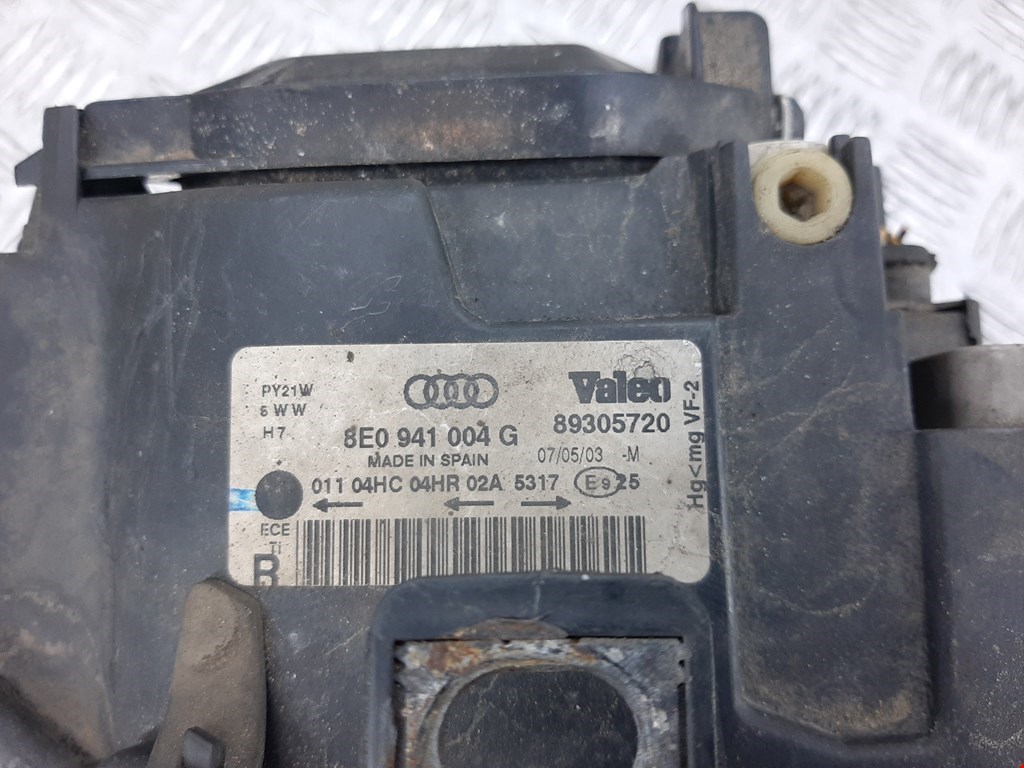 PY21W
5 W W
H7
Valeo
8E0 941 004 G
89305720
MADE IN SPAIN
07/05/03 -M
011 04HC 04HR 02A 5317 E9 25
Hg<mg VF-2
ECE
TI
R